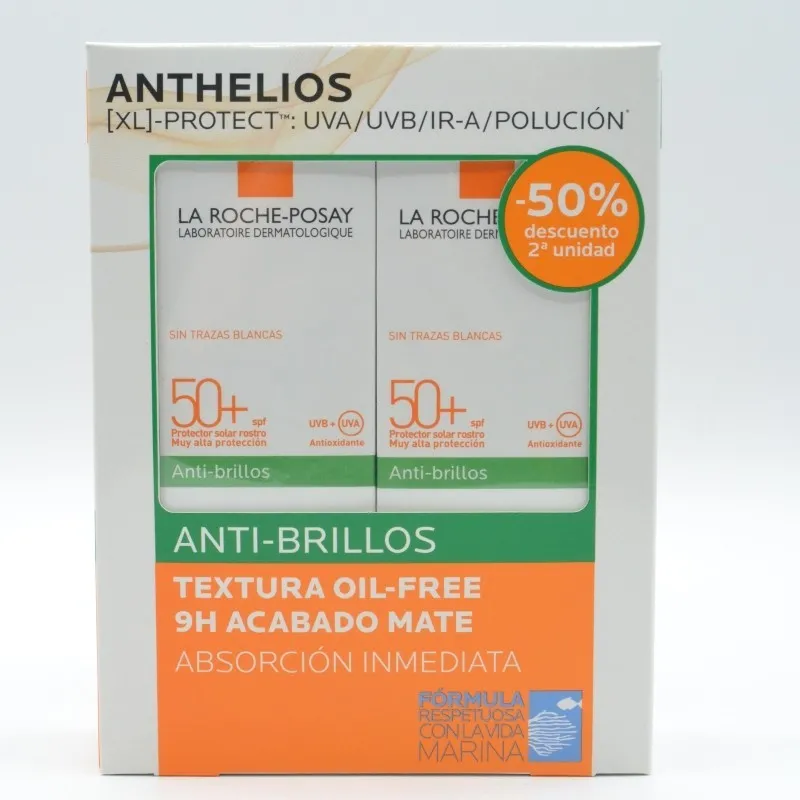 ANTHELIOS
[XL]-PROTECT™: UVA/UVB/IR-A/POLUCIÓN*
-50%
descuento
2ª unidad
LA ROCHE-POSAY
LABORATOIRE DERMATOLOGIQUE
SIN TRAZAS BLANCAS
50+ spf
Protector solar rostro
Muy alta protección
UVB + UVA
Antioxidante
Anti-brillos
LA ROCHE
LABORATOIRE DER
SIN TRAZAS BLANCAS
50+ spf
Protector solar rostro
Muy alta protección
UVB + UVA
Antioxidante
Anti-brillos
ANTI-BRILLOS
TEXTURA OIL-FREE
9H ACABADO MATE
ABSORCIÓN INMEDIATA
FÓRMULA
RESPETUOSA
CON LA VIDA
MARINA